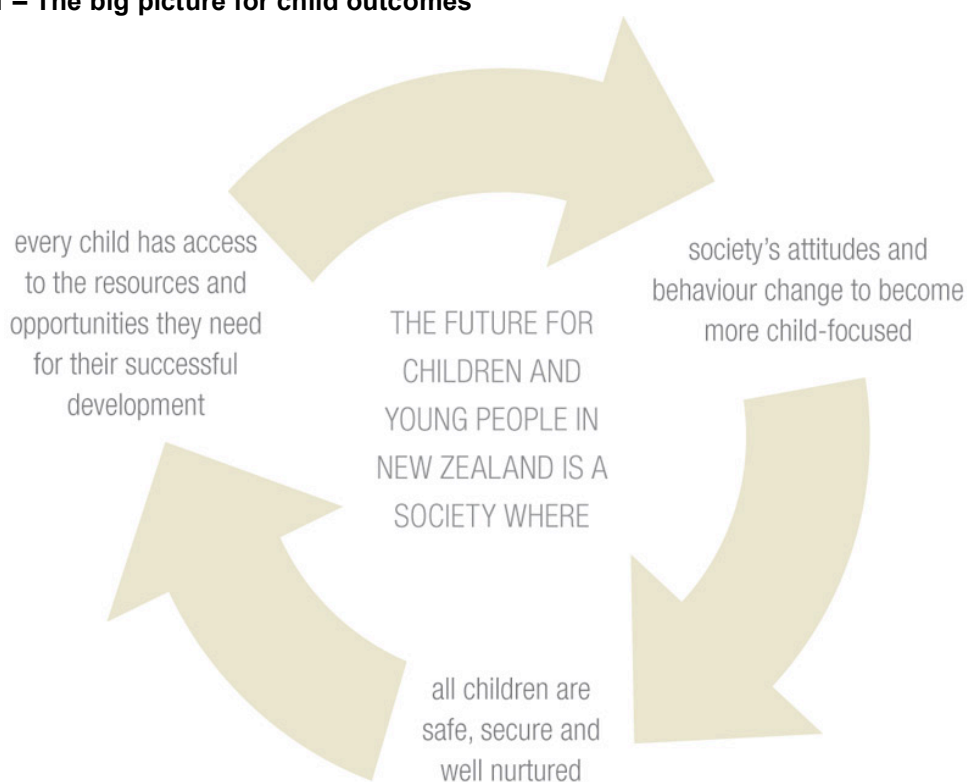 – The big picture for child outcomes
every child has access
to the resources and
opportunities they need
for their successful
development
society's attitudes and
behaviour change to become
more child-focused
THE FUTURE FOR
CHILDREN AND
YOUNG PEOPLE IN
NEW ZEALAND IS A
SOCIETY WHERE
all children are
safe, secure and
well nurtured